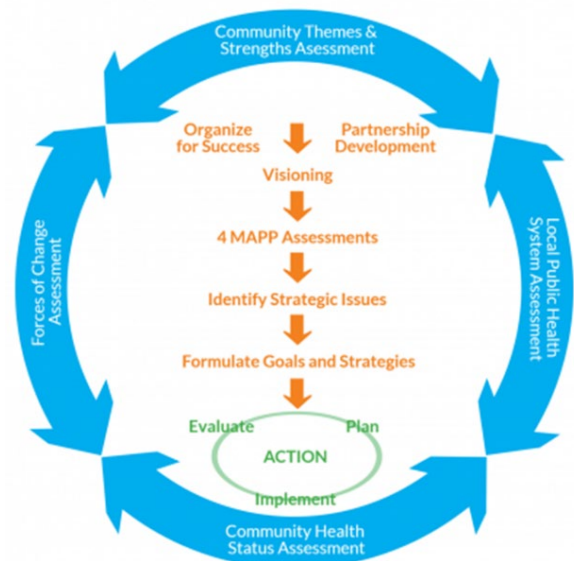 Community Themes &
Strengths Assessment
Organize
for Success
Partnership
Development
Visioning
4 MAPP Assessments
Identify Strategic Issues
Formulate Goals and Strategies
Evaluate
Plan
ACTION
Implement
Forces of Change
Assessment
Local Public Health
System Assessment
Community Health
Status Assessment